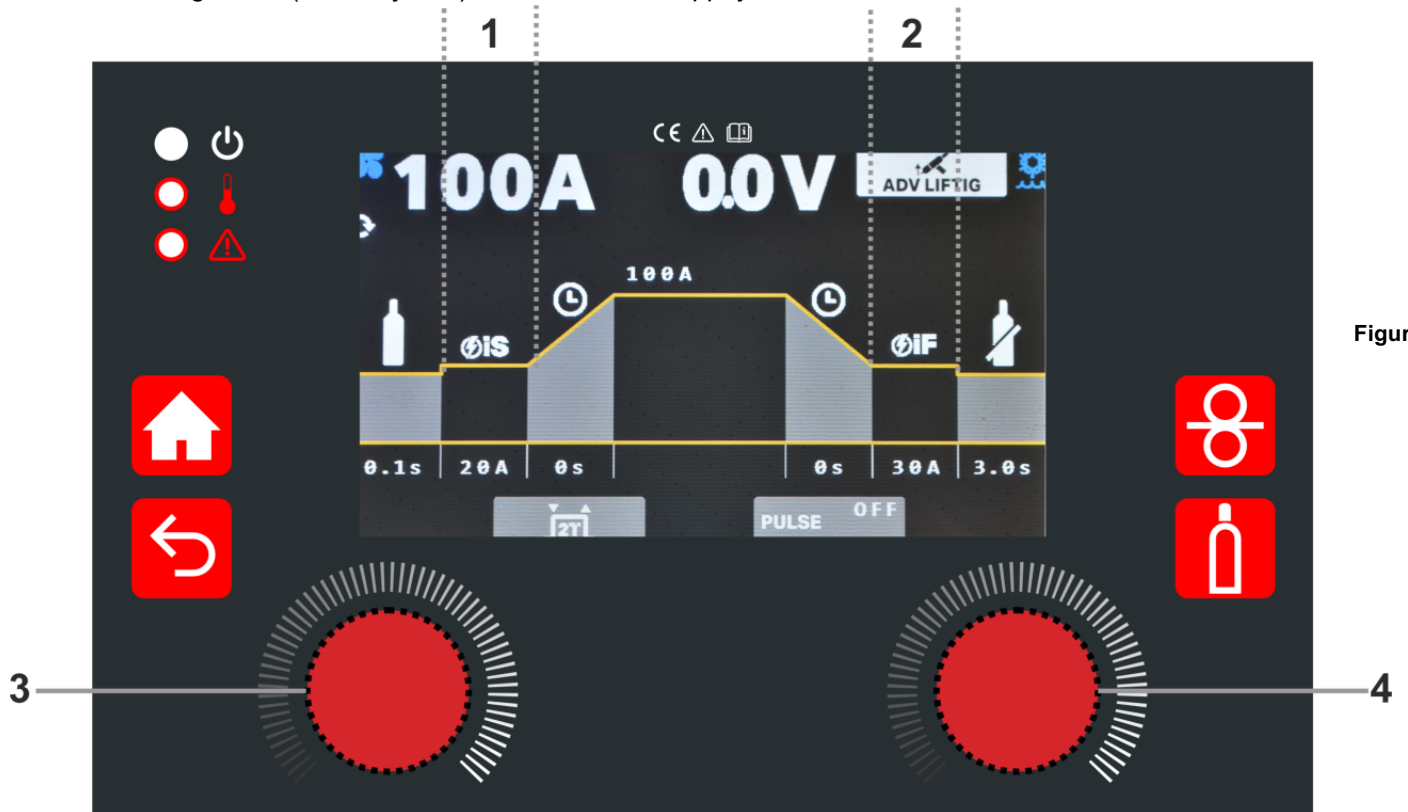 1 2
CE
100A 0.0V ADV LIFTIG
100A
iS iF
0.1s 20A 0s 0s 30A 3.0s
2T PULSE OFF
Figur
3 4